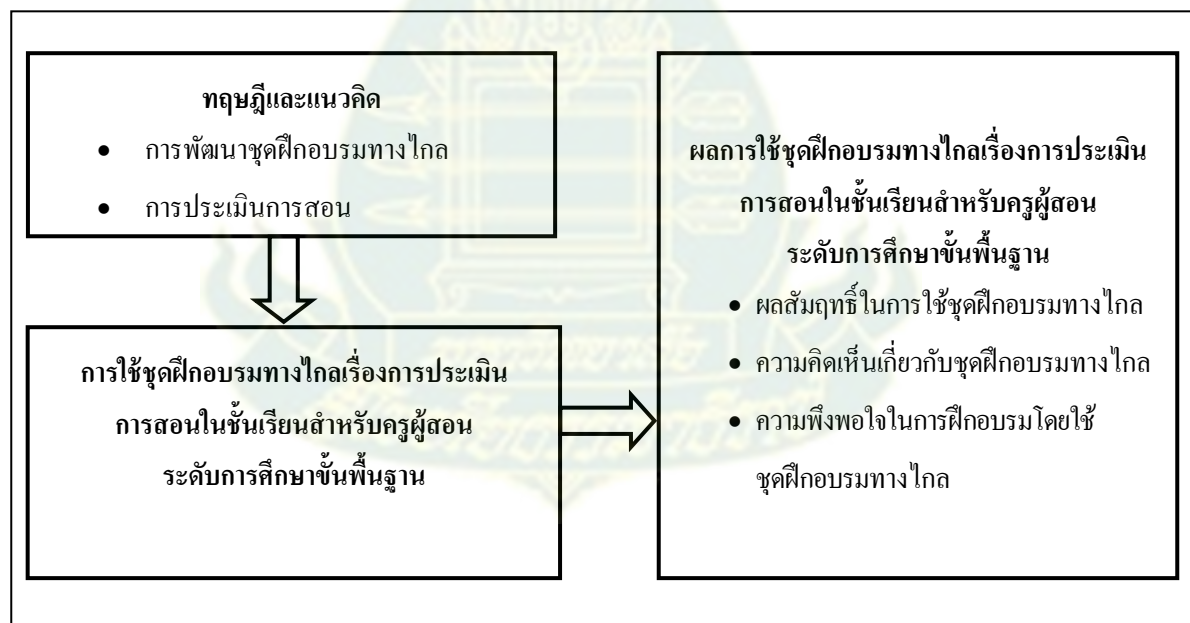 ทฤษฎีและแนวคิด
• การพัฒนาชุดฝึกอบรมทางไกล
• การประเมินการสอน
การใช้ชุดฝึกอบรมทางไกลเรื่องการประเมิน
การสอนในชั้นเรียนสำหรับครูผู้สอน
ระดับการศึกษาขั้นพื้นฐาน
ผลการใช้ชุดฝึกอบรมทางไกลเรื่องการประเมิน
การสอนในชั้นเรียนสำหรับครูผู้สอน
ระดับการศึกษาขั้นพื้นฐาน
• ผลสัมฤทธิ์ในการใช้ชุดฝึกอบรมทางไกล
• ความคิดเห็นเกี่ยวกับชุดฝึกอบรมทางไกล
• ความพึงพอใจในการฝึกอบรมโดยใช้
ชุดฝึกอบรมทางไกล